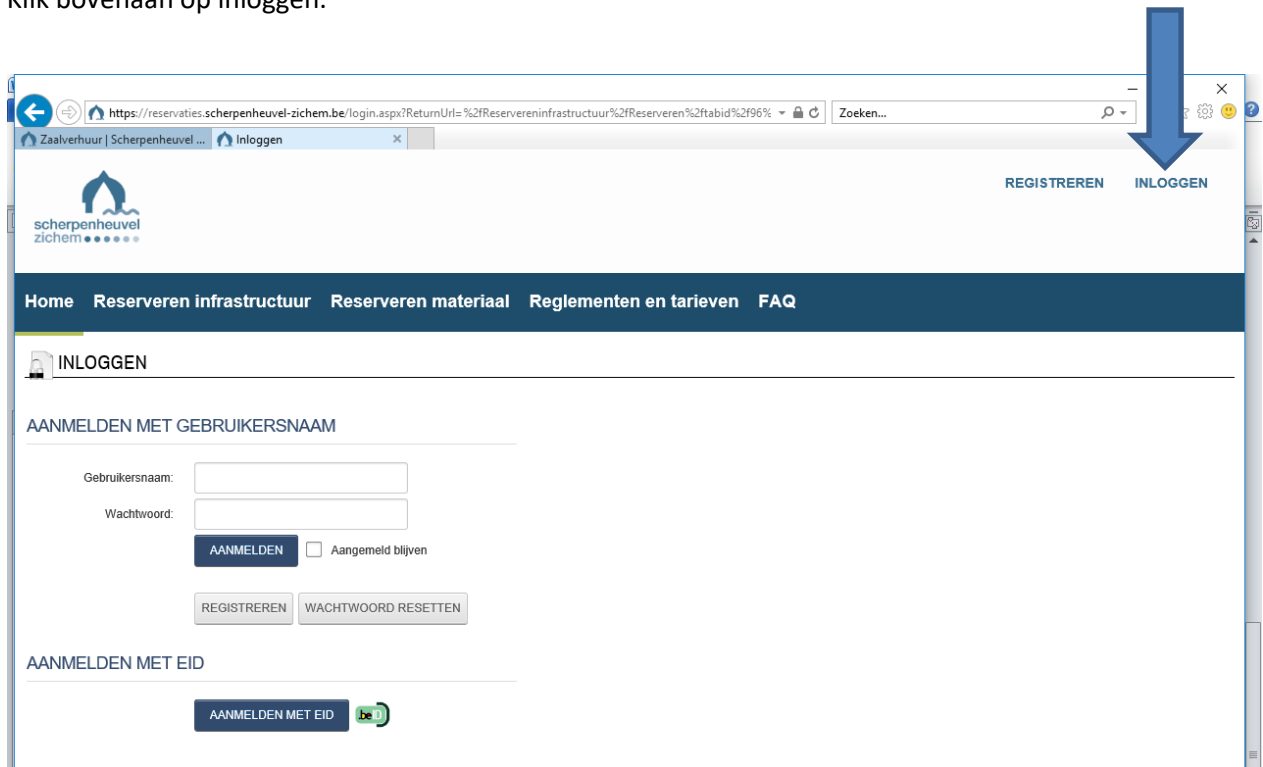 Klik bovenaan op inloggen.
https://reservaties.scherpenheuvel-zichem.be/login.aspx?ReturnUrl=%2fReservereninfrastructuur%2fReserveren%2ftabid%2f96%
Zoeken...
Zaalverhuur | Scherpenheuvel ...
Inloggen
REGISTREREN INLOGGEN
scherpenheuvel
zichem
Home Reserveren infrastructuur Reserveren materiaal Reglementen en tarieven FAQ
INLOGGEN
AANMELDEN MET GEBRUIKERSNAAM
Gebruikersnaam:
Wachtwoord:
AANMELDEN Aangemeld blijven
REGISTREREN WACHTWOORD RESETTEN
AANMELDEN MET EID
AANMELDEN MET EID .be